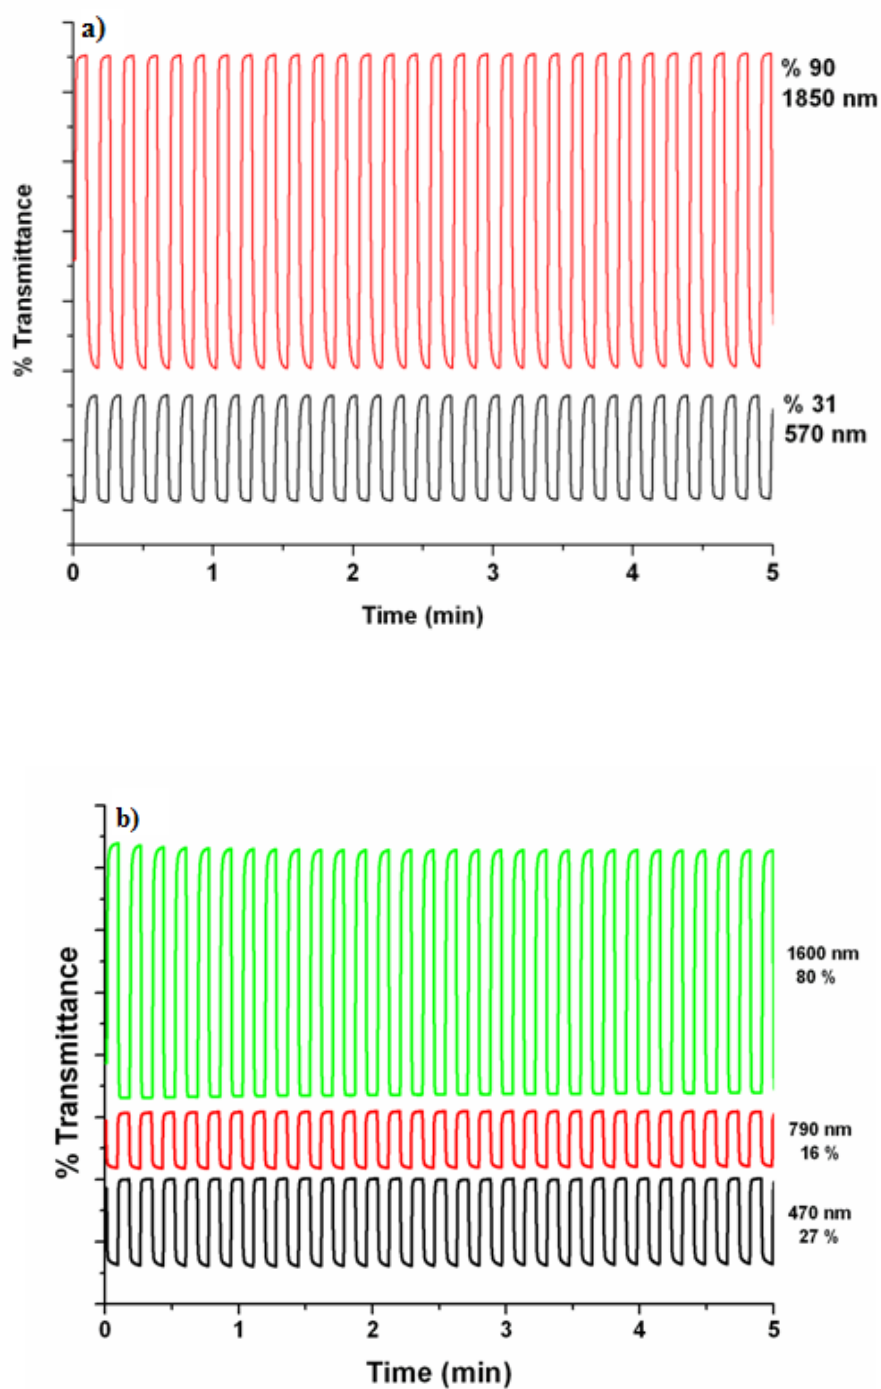 a)
% 90
1850 nm
% Transmittance
% 31
570 nm
0 1 2 3 4 5
Time (min)
b)
1600 nm
80 %
% Transmittance
790 nm
16 %
470 nm
27 %
0 1 2 3 4 5
Time (min)